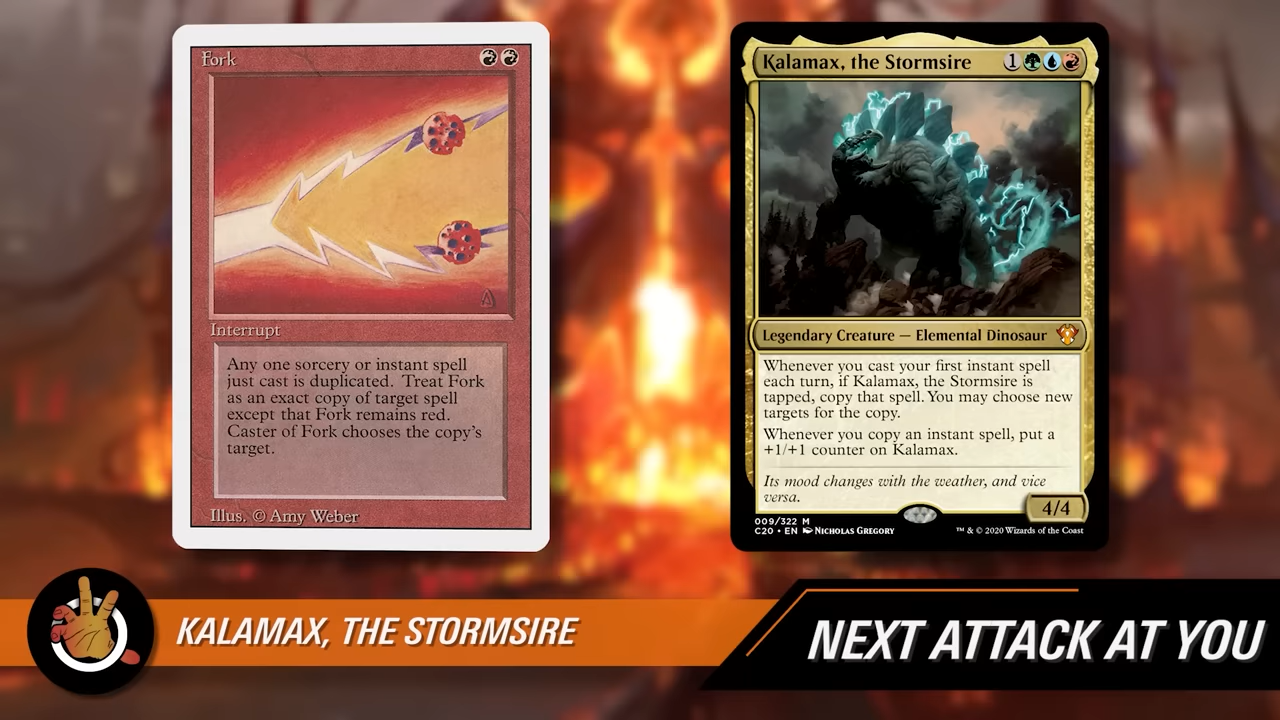 Fork
Any one sorcery or instant spell
just cast is duplicated. Treat Fork
as an exact copy of target spell
except that Fork remains red.
Caster of Fork chooses the copy's
target.
Interrupt
Illus. © Amy Weber
Kalamax, the Stormsire
1
Legendary Creature — Elemental Dinosaur
Whenever you cast your first instant spell
each turn, if Kalamax, the Stormsire is
tapped, copy that spell. You may choose new
targets for the copy.
Whenever you copy an instant spell, put a
+1/+1 counter on Kalamax.
Its mood changes with the weather, and vice
versa.
4/4
009/322 M
C20 • EN Nicholas Gregory
™ & © 2020 Wizards of the Coast
KALAMAX, THE STORMSIRE
NEXT ATTACK AT YOU